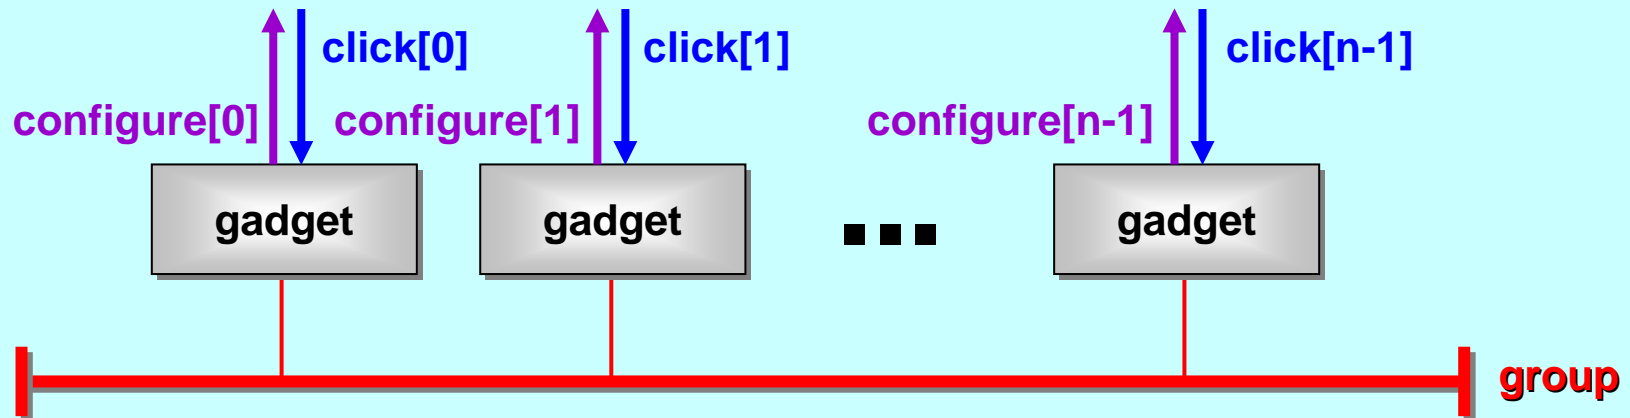 click[0] click[1] click[n-1]
configure[0] configure[1] configure[n-1]
gadget gadget gadget
group